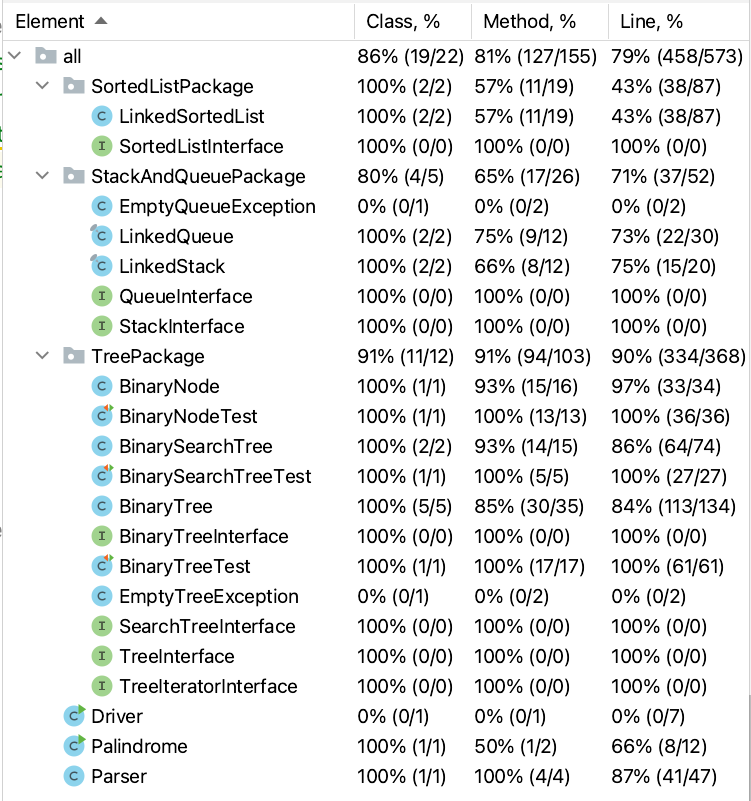 Element Class, % Method, % Line, %
all 86% (19/22) 81% (127/155) 79% (458/573)
SortedListPackage 100% (2/2) 57% (11/19) 43% (38/87)
C LinkedSortedList 100% (2/2) 57% (11/19) 43% (38/87)
I SortedListInterface 100% (0/0) 100% (0/0) 100% (0/0)
StackAndQueuePackage 80% (4/5) 65% (17/26) 71% (37/52)
C EmptyQueueException 0% (0/1) 0% (0/2) 0% (0/2)
C LinkedQueue 100% (2/2) 75% (9/12) 73% (22/30)
C LinkedStack 100% (2/2) 66% (8/12) 75% (15/20)
I QueueInterface 100% (0/0) 100% (0/0) 100% (0/0)
I StackInterface 100% (0/0) 100% (0/0) 100% (0/0)
TreePackage 91% (11/12) 91% (94/103) 90% (334/368)
C BinaryNode 100% (1/1) 93% (15/16) 97% (33/34)
C BinaryNodeTest 100% (1/1) 100% (13/13) 100% (36/36)
C BinarySearchTree 100% (2/2) 93% (14/15) 86% (64/74)
C BinarySearchTreeTest 100% (1/1) 100% (5/5) 100% (27/27)
C BinaryTree 100% (5/5) 85% (30/35) 84% (113/134)
I BinaryTreeInterface 100% (0/0) 100% (0/0) 100% (0/0)
C BinaryTreeTest 100% (1/1) 100% (17/17) 100% (61/61)
C EmptyTreeException 0% (0/1) 0% (0/2) 0% (0/2)
I SearchTreeInterface 100% (0/0) 100% (0/0) 100% (0/0)
I TreeInterface 100% (0/0) 100% (0/0) 100% (0/0)
I TreeIteratorInterface 100% (0/0) 100% (0/0) 100% (0/0)
C Driver 0% (0/1) 0% (0/1) 0% (0/7)
C Palindrome 100% (1/1) 50% (1/2) 66% (8/12)
C Parser 100% (1/1) 100% (4/4) 87% (41/47)